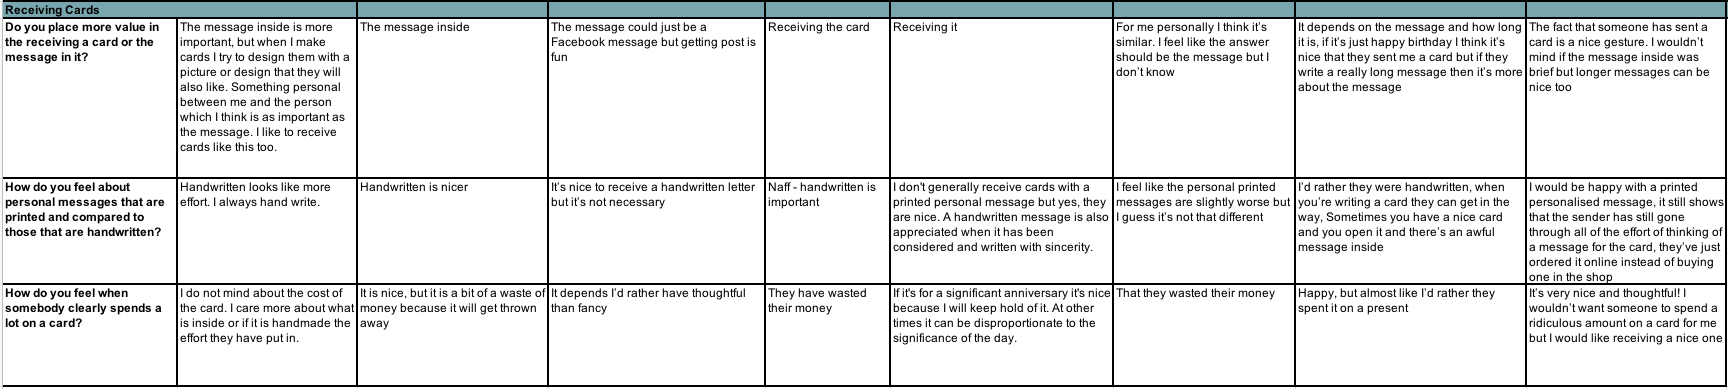 Receiving Cards
Do you place more value in
the receiving a card or the
message in it?
The message inside is more
important, but when I make
cards I try to design them with a
picture or design that they will
also like. Something personal
between me and the person
which I think is as important as
the message. I like to receive
cards like this too.
The message inside
The message could just be a
Facebook message but getting post is
fun
Receiving the card
Receiving it
For me personally I think it's
similar. I feel like the answer
should be the message but I
don't know
It depends on the message and how long
it is, if it's just happy birthday I think it's
nice that they sent me a card but if they
write a really long message then it's more
about the message
The fact that someone has sent a
card is a nice gesture. I wouldn't
mind if the message inside was
brief but longer messages can be
nice too
How do you feel about
personal messages that are
printed and compared to
those that are handwritten?
Handwritten looks like more
effort. I always hand write.
Handwritten is nicer
It's nice to receive a handwritten letter
but it's not necessary
Naff - handwritten is
important
I don't generally receive cards with a
printed personal message but yes, they
are nice. A handwritten message is also
appreciated when it has been
considered and written with sincerity.
I feel like the personal printed
messages are slightly worse but
I guess it's not that different
I'd rather they were handwritten, when
you're writing a card they can get in the
way, Sometimes you have a nice card
and you open it and there's an awful
message inside
I would be happy with a printed
personalised message, it still shows
that the sender has still gone
through all of the effort of thinking of
a message for the card, they've just
ordered it online instead of buying
one in the shop
How do you feel when
somebody clearly spends a
lot on a card?
I do not mind about the cost of
the card. I care more about what
is inside or if it is handmade the
effort they have put in.
It is nice, but it is a bit of a waste of
money because it will get thrown
away
It depends I'd rather have thoughtful
than fancy
They have wasted
their money
If it's for a significant anniversary it's nice
because I will keep hold of it. At other
times it can be disproportionate to the
significance of the day.
That they wasted their money
Happy, but almost like I'd rather they
spent it on a present
It's very nice and thoughtful! I
wouldn't want someone to spend a
ridiculous amount on a card for me
but I would like receiving a nice one